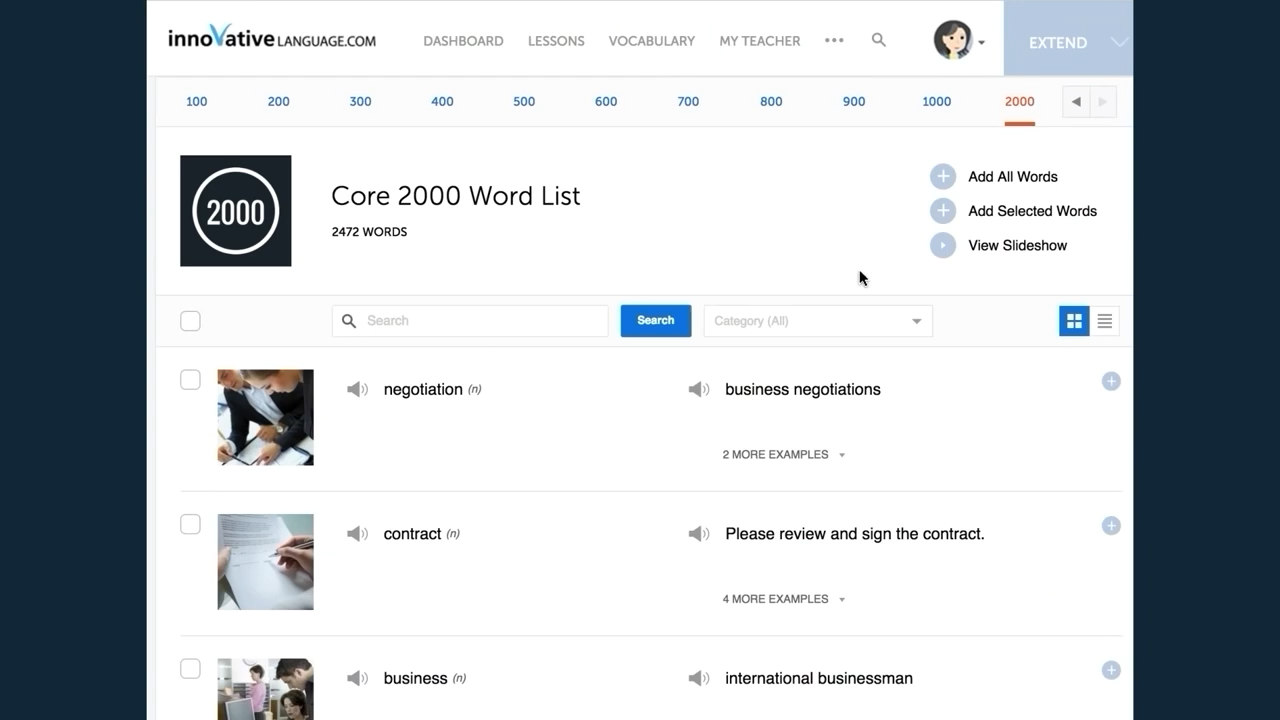 innoVative LANGUAGE.COM
DASHBOARD LESSONS VOCABULARY MY TEACHER
EXTEND
100 200 300 400 500 600 700 800 900 1000 2000
2000
Core 2000 Word List
2472 WORDS
Add All Words
Add Selected Words
View Slideshow
Search Search Category (All)
negotiation (n) business negotiations
2 MORE EXAMPLES
contract (n) Please review and sign the contract.
4 MORE EXAMPLES
business (n) international businessman